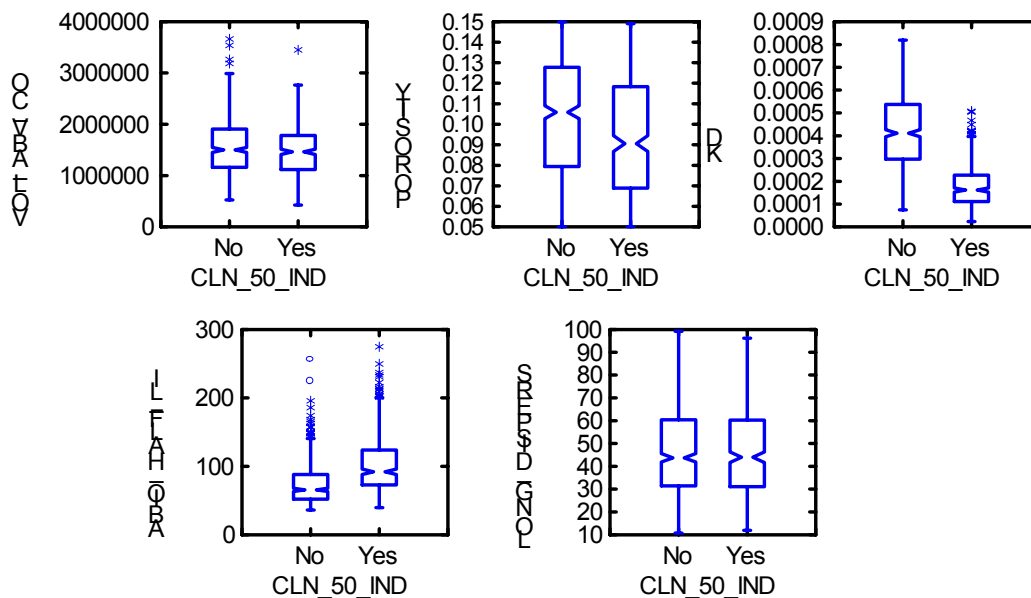 4000000
3000000
2000000
1000000
0
No Yes
CLN_50_IND
POROSITY
0.15
0.14
0.13
0.12
0.11
0.10
0.09
0.08
0.07
0.06
0.05
No Yes
CLN_50_IND
KD
0.0009
0.0008
0.0007
0.0006
0.0005
0.0004
0.0003
0.0002
0.0001
0.0000
No Yes
CLN_50_IND
ABIO_HALF_LI
300
200
100
0
No Yes
CLN_50_IND
LONG_DISPERS
100
90
80
70
60
50
40
30
20
10
No Yes
CLN_50_IND